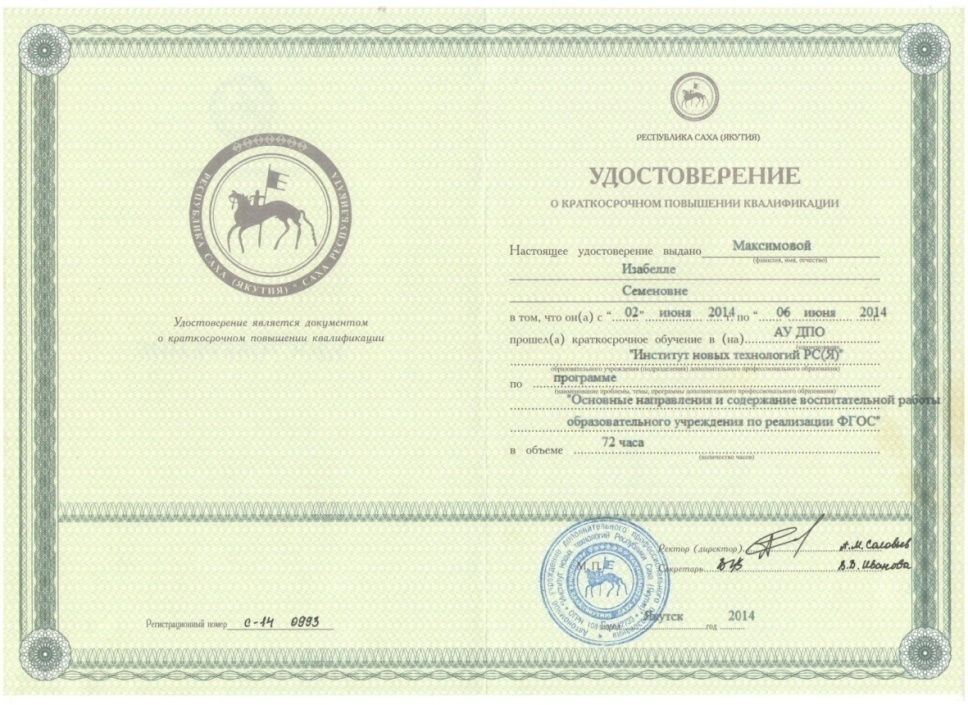 РЕСПУБЛИКА САХА (ЯКУТИЯ) • САХА РЕСПУБЛИКАТА
Удостоверение является документом
о краткосрочном повышении квалификации
Регистрационный номер С-14 0993
РЕСПУБЛИКА САХА (ЯКУТИЯ)
УДОСТОВЕРЕНИЕ
О КРАТКОСРОЧНОМ ПОВЫШЕНИИ КВАЛИФИКАЦИИ
Настоящее удостоверение выдано Максимовой
(фамилия, имя, отчество)
Изабелле
Семеновне
в том, что он(а) с "02" июня 2014 г. по " 06 июня 2014
прошел(а) краткосрочное обучение в (на) АУ ДПО
"Институт новых технологий РС(Я)"
образовательного учреждения (подразделения) дополнительного профессионального образования)
по программе
(наименование проблемы, темы, программы дополнительного профессионального образования)
"Основные направления и содержание воспитательной работы
образовательного учреждения по реализации ФГОС"
в объеме 72 часа
(количество часов)
Ректор (директор) А.М. Саловьев
М.П. Секретарь В.В. Иванова
город Якутск год 2014